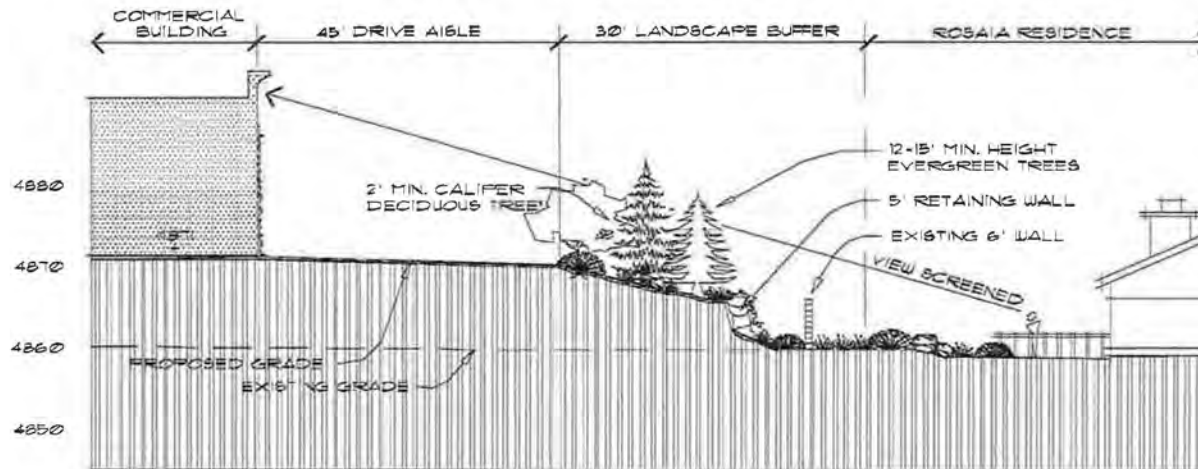 COMMERCIAL
BUILDING
45' DRIVE AISLE
30' LANDSCAPE BUFFER
ROSAIA RESIDENCE
12-15' MIN. HEIGHT
EVERGREEN TREES
4880
2' MIN. CALIPER
DECIDUOUS TREE
5' RETAINING WALL
EXISTING 6' WALL
4870
VIEW SCREENED
4860
PROPOSED GRADE
EXISTING GRADE
4850